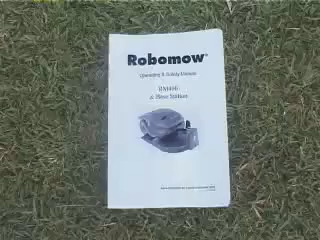 Robomow®
Operating & Safety Manual
RM400
& Base Station